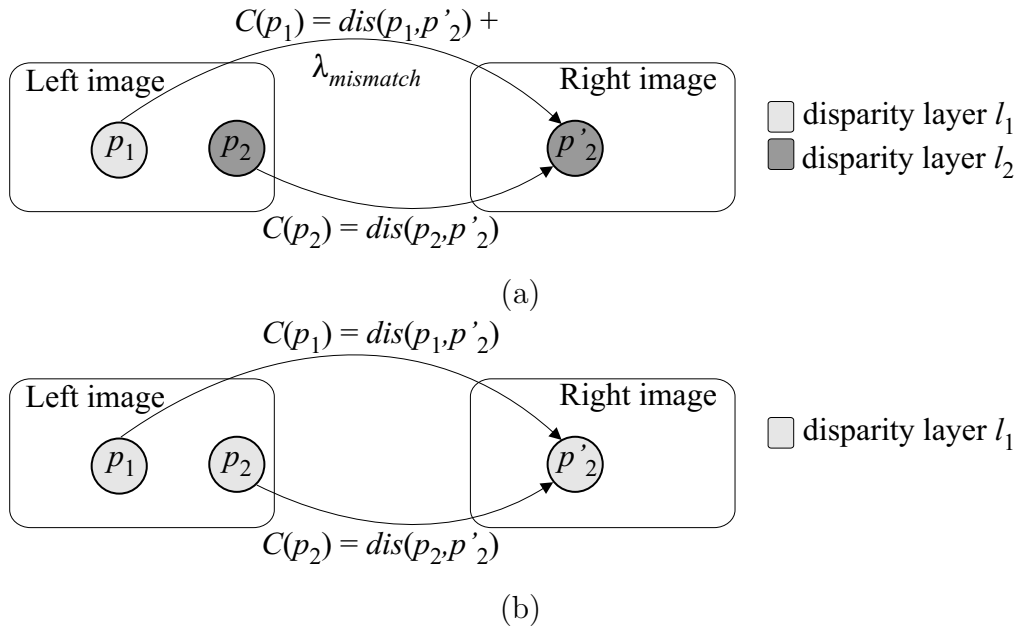 C(p₁) = dis(p₁,p’₂) +
λmismatch
Left image
Right image
p₁
p₂
p’₂
disparity layer l₁
disparity layer l₂
C(p₂) = dis(p₂,p’₂)
(a)
C(p₁) = dis(p₁,p’₂)
Left image
Right image
p₁
p₂
p’₂
disparity layer l₁
C(p₂) = dis(p₂,p’₂)
(b)